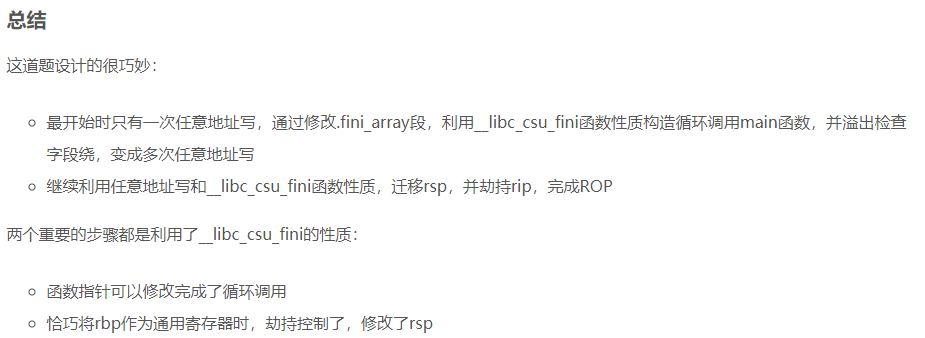 总结
这道题设计的很巧妙：
最开始时只有一次任意地址写，通过修改.fini_array段，利用__libc_csu_fini函数性质构造循环调用main函数，并溢出检查
字段绕，变成多次任意地址写
继续利用任意地址写和__libc_csu_fini函数性质，迁移rsp，并劫持rip，完成ROP
两个重要的步骤都是利用了__libc_csu_fini的性质：
函数指针可以修改完成了循环调用
恰巧将rbp作为通用寄存器时，劫持控制了，修改了rsp